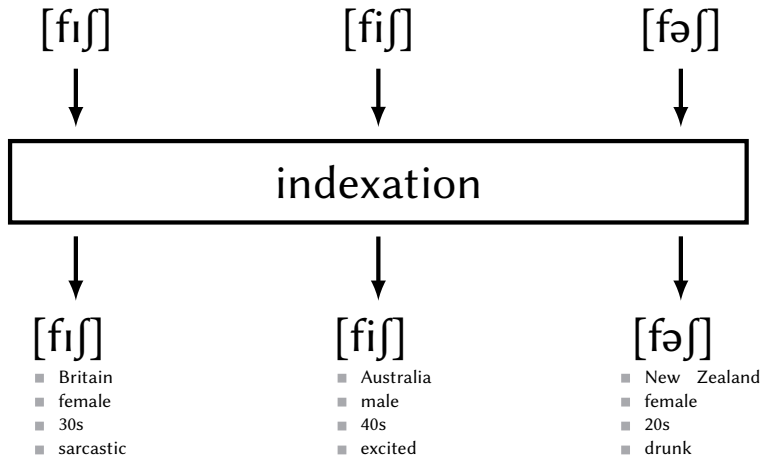 [fɪʃ] [fiʃ] [fəʃ]
indexation
[fɪʃ] [fiʃ] [fəʃ]
Britain Australia New Zealand
female male female
30s 40s 20s
sarcastic excited drunk